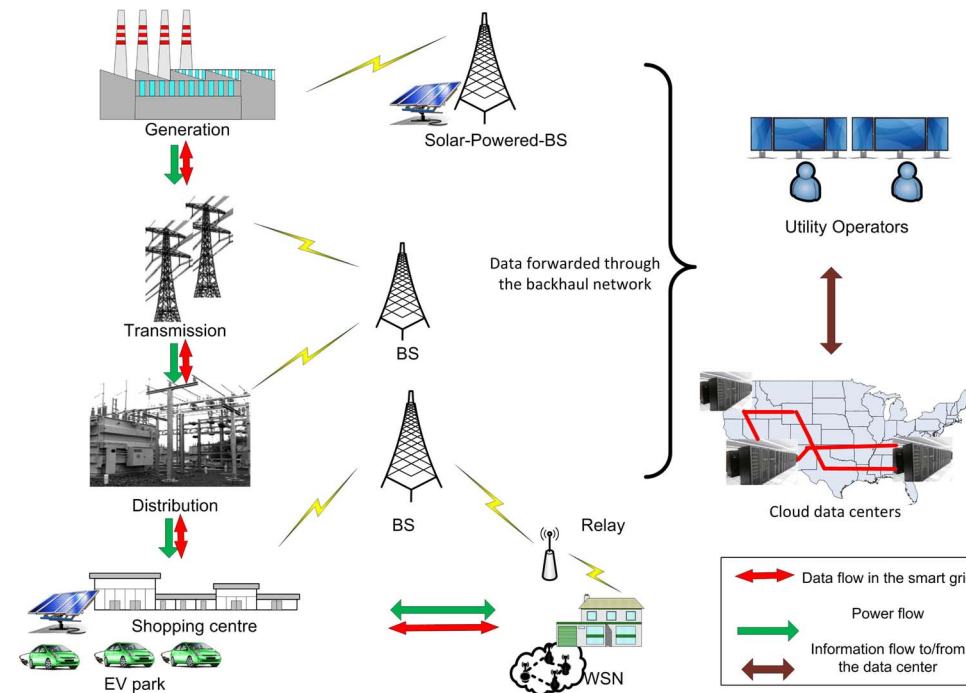 Generation
Solar-Powered-BS
Utility Operators
Data forwarded through
the backhaul network
Transmission
BS
Distribution
BS
Cloud data centers
Relay
Shopping centre
WSN
EV park
Data flow in the smart gri
Power flow
Information flow to/from
the data center